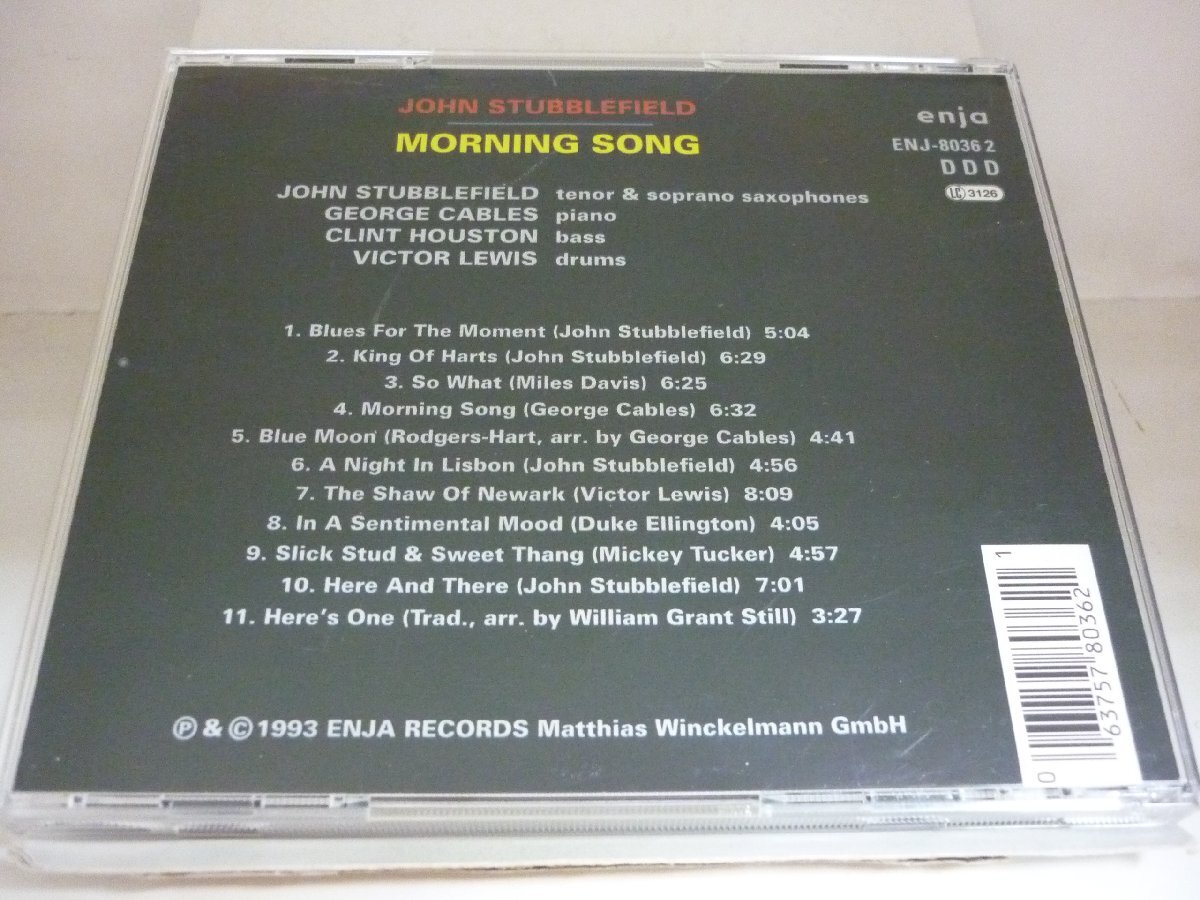 JOHN STUBBLEFIELD
MORNING SONG
enja
ENJ-8036 2
DDD
LC 3126
JOHN STUBBLEFIELD tenor & soprano saxophones
GEORGE CABLES piano
CLINT HOUSTON bass
VICTOR LEWIS drums
1. Blues For The Moment (John Stubblefield) 5:04
2. King Of Harts (John Stubblefield) 6:29
3. So What (Miles Davis) 6:25
4. Morning Song (George Cables) 6:32
5. Blue Moon (Rodgers-Hart, arr. by George Cables) 4:41
6. A Night In Lisbon (John Stubblefield) 4:56
7. The Shaw Of Newark (Victor Lewis) 8:09
8. In A Sentimental Mood (Duke Ellington) 4:05
9. Slick Stud & Sweet Thang (Mickey Tucker) 4:57
10. Here And There (John Stubblefield) 7:01
11. Here's One (Trad., arr. by William Grant Still) 3:27
℗ & © 1993 ENJA RECORDS Matthias Winckelmann GmbH
0 63757 80362 1